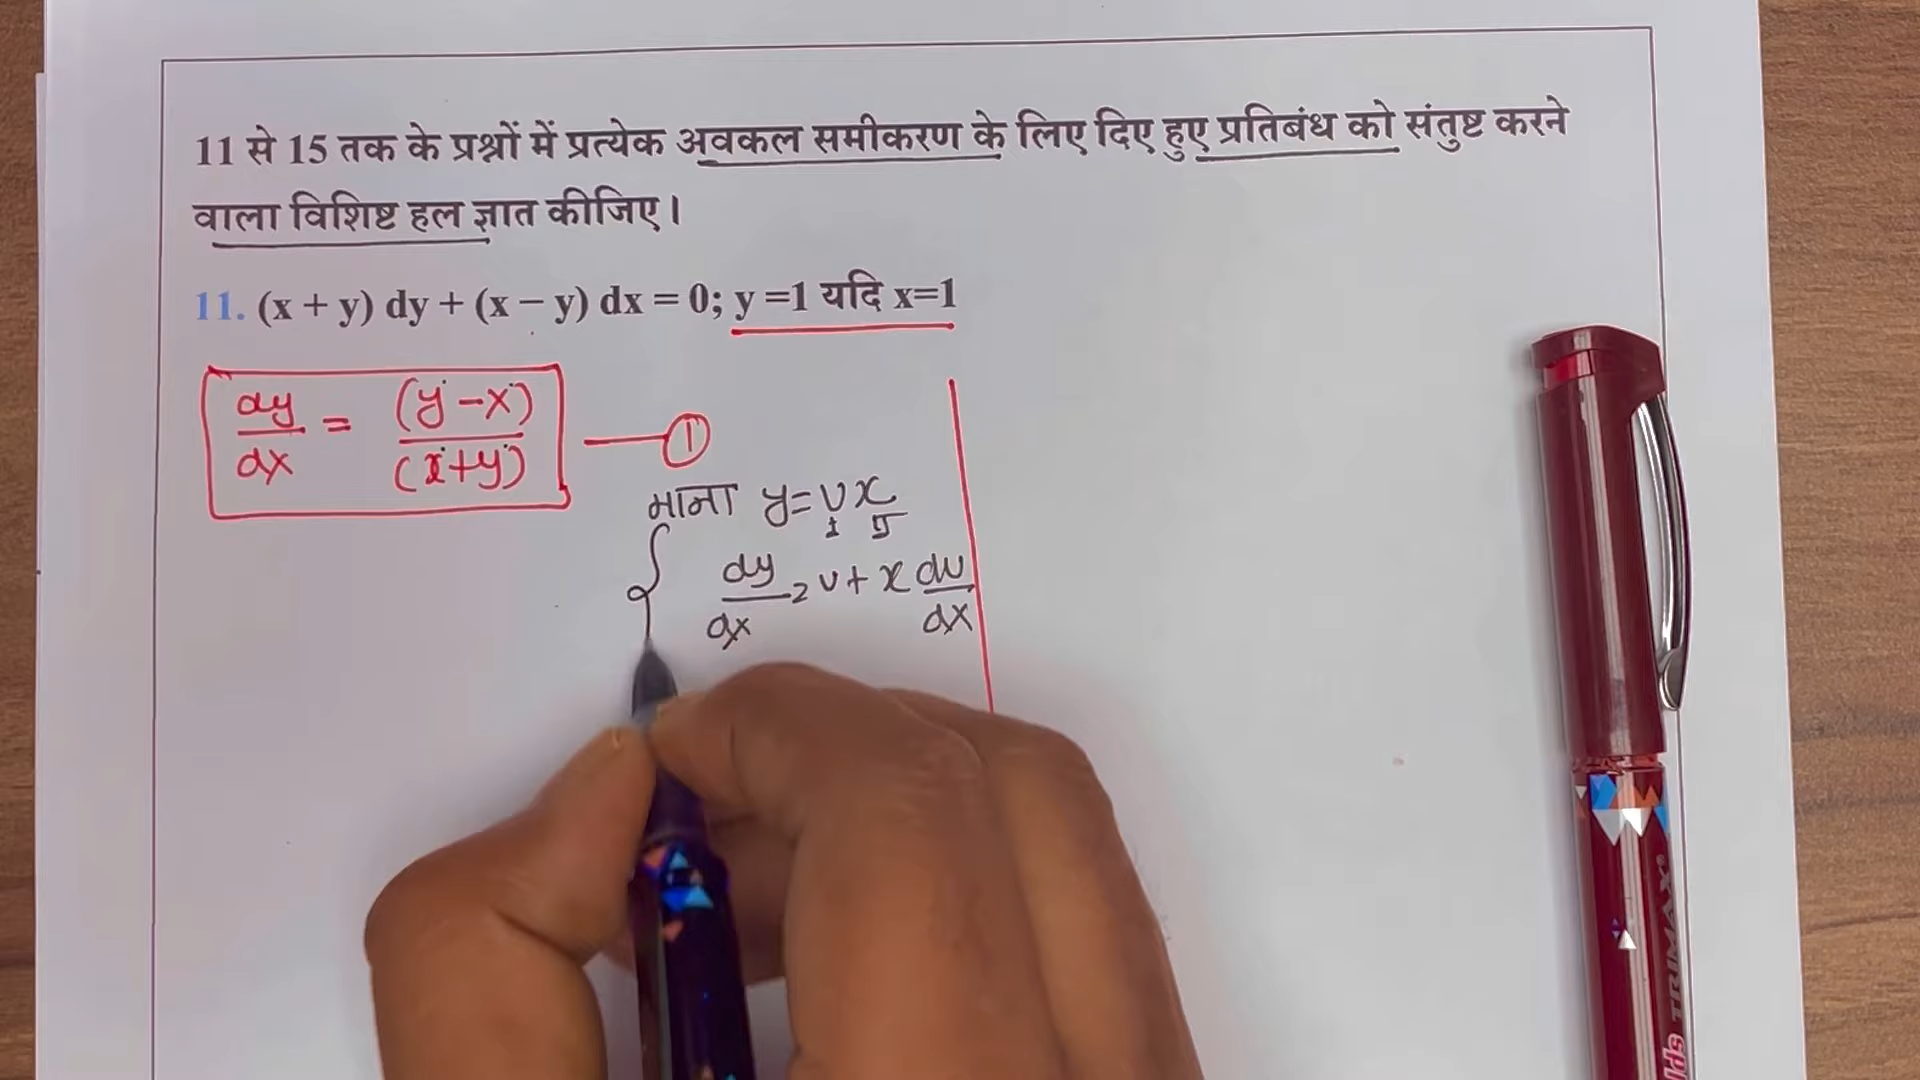 11 से 15 तक के प्रश्नों में प्रत्येक अवकल समीकरण के लिए दिए हुए प्रतिबंध को संतुष्ट करने
वाला विशिष्ट हल ज्ञात कीजिए।
11. (x + y) dy + (x – y) dx = 0; y =1 यदि x=1
dy/dx = (y-x)/(x+y) — ①
माना y=vx
I II
dy/dx = v + x dv/dx
TRIMAX